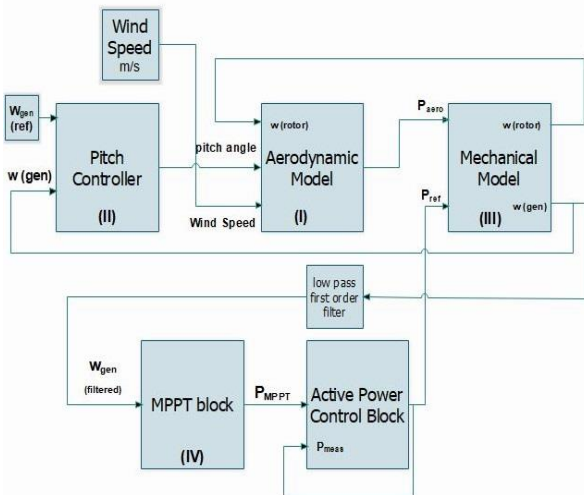 Wind
Speed
m/s
Wgen
(ref)
w (gen)
Pitch
Controller
(II)
pitch angle
Wind Speed
w (rotor)
Aerodynamic
Model
(I)
Paero
Pref
w (rotor)
Mechanical
Model
w (gen)
(III)
low pass
first order
filter
Wgen
(filtered)
MPPT block
(IV)
PMPPT
Active Power
Control Block
Pmeas